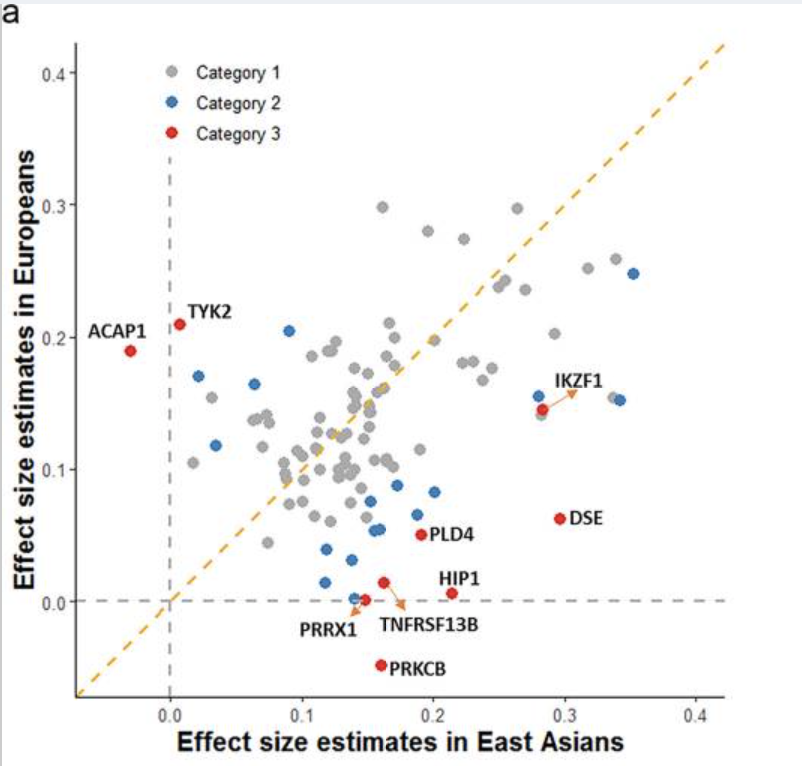 a
0.4
0.3
0.2
0.1
0.0
Effect size estimates in Europeans
Category 1
Category 2
Category 3
TYK2
ACAP1
IKZF1
DSE
PLD4
HIP1
PRRX1
TNFRSF13B
PRKCB
0.0 0.1 0.2 0.3 0.4
Effect size estimates in East Asians